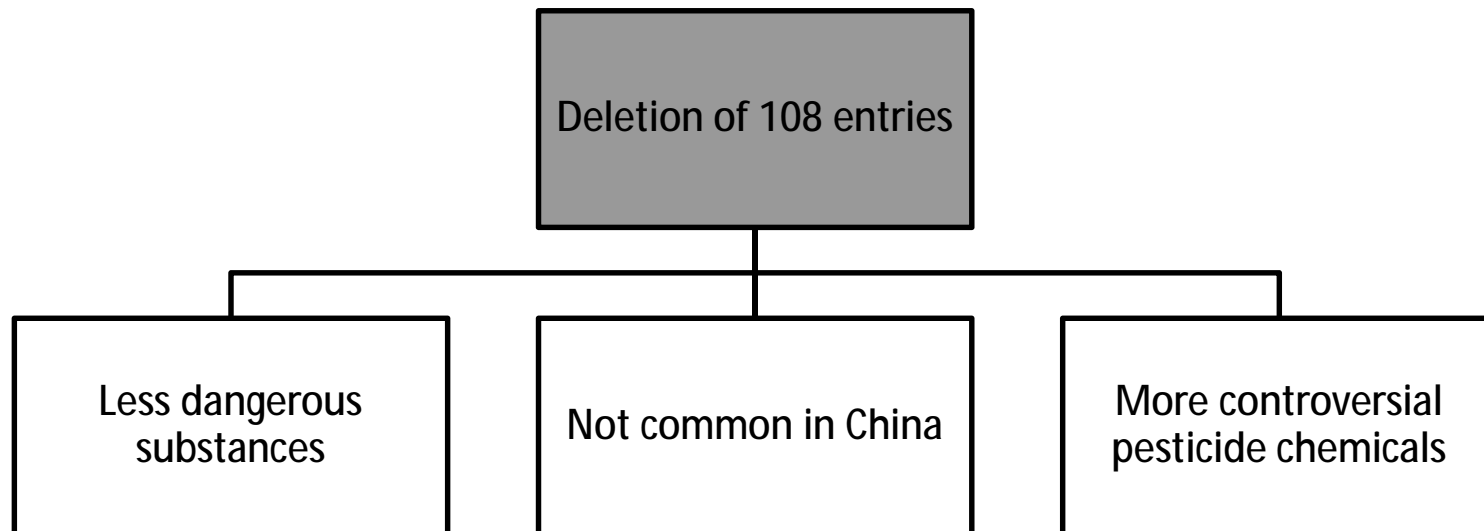 Deletion of 108 entries
Less dangerous
substances
Not common in China
More controversial
pesticide chemicals